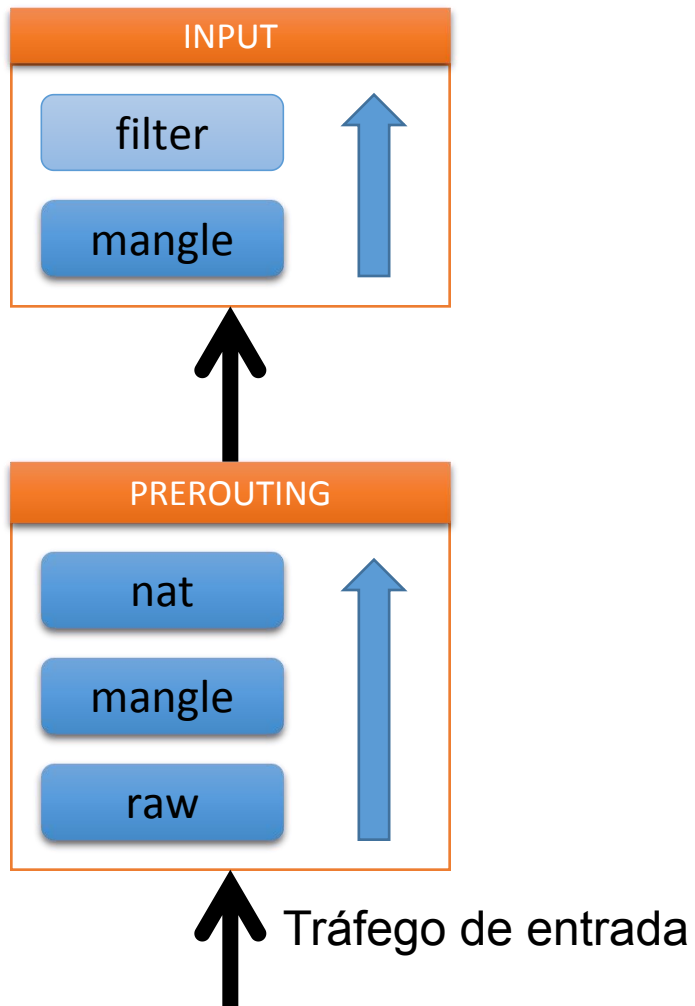 INPUT
filter
mangle
PREROUTING
nat
mangle
raw
Tráfego de entrada